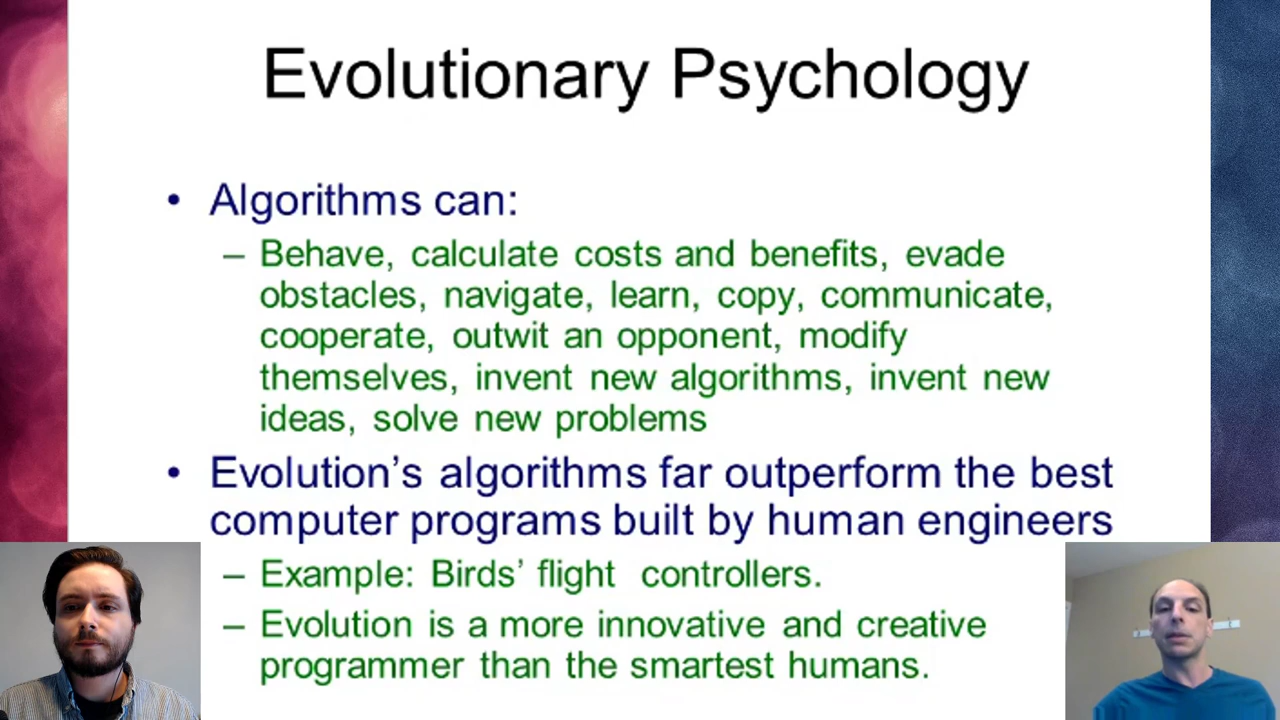 Evolutionary Psychology
• Algorithms can:
– Behave, calculate costs and benefits, evade
obstacles, navigate, learn, copy, communicate,
cooperate, outwit an opponent, modify
themselves, invent new algorithms, invent new
ideas, solve new problems
• Evolution’s algorithms far outperform the best
computer programs built by human engineers
– Example: Birds’ flight controllers.
– Evolution is a more innovative and creative
programmer than the smartest humans.